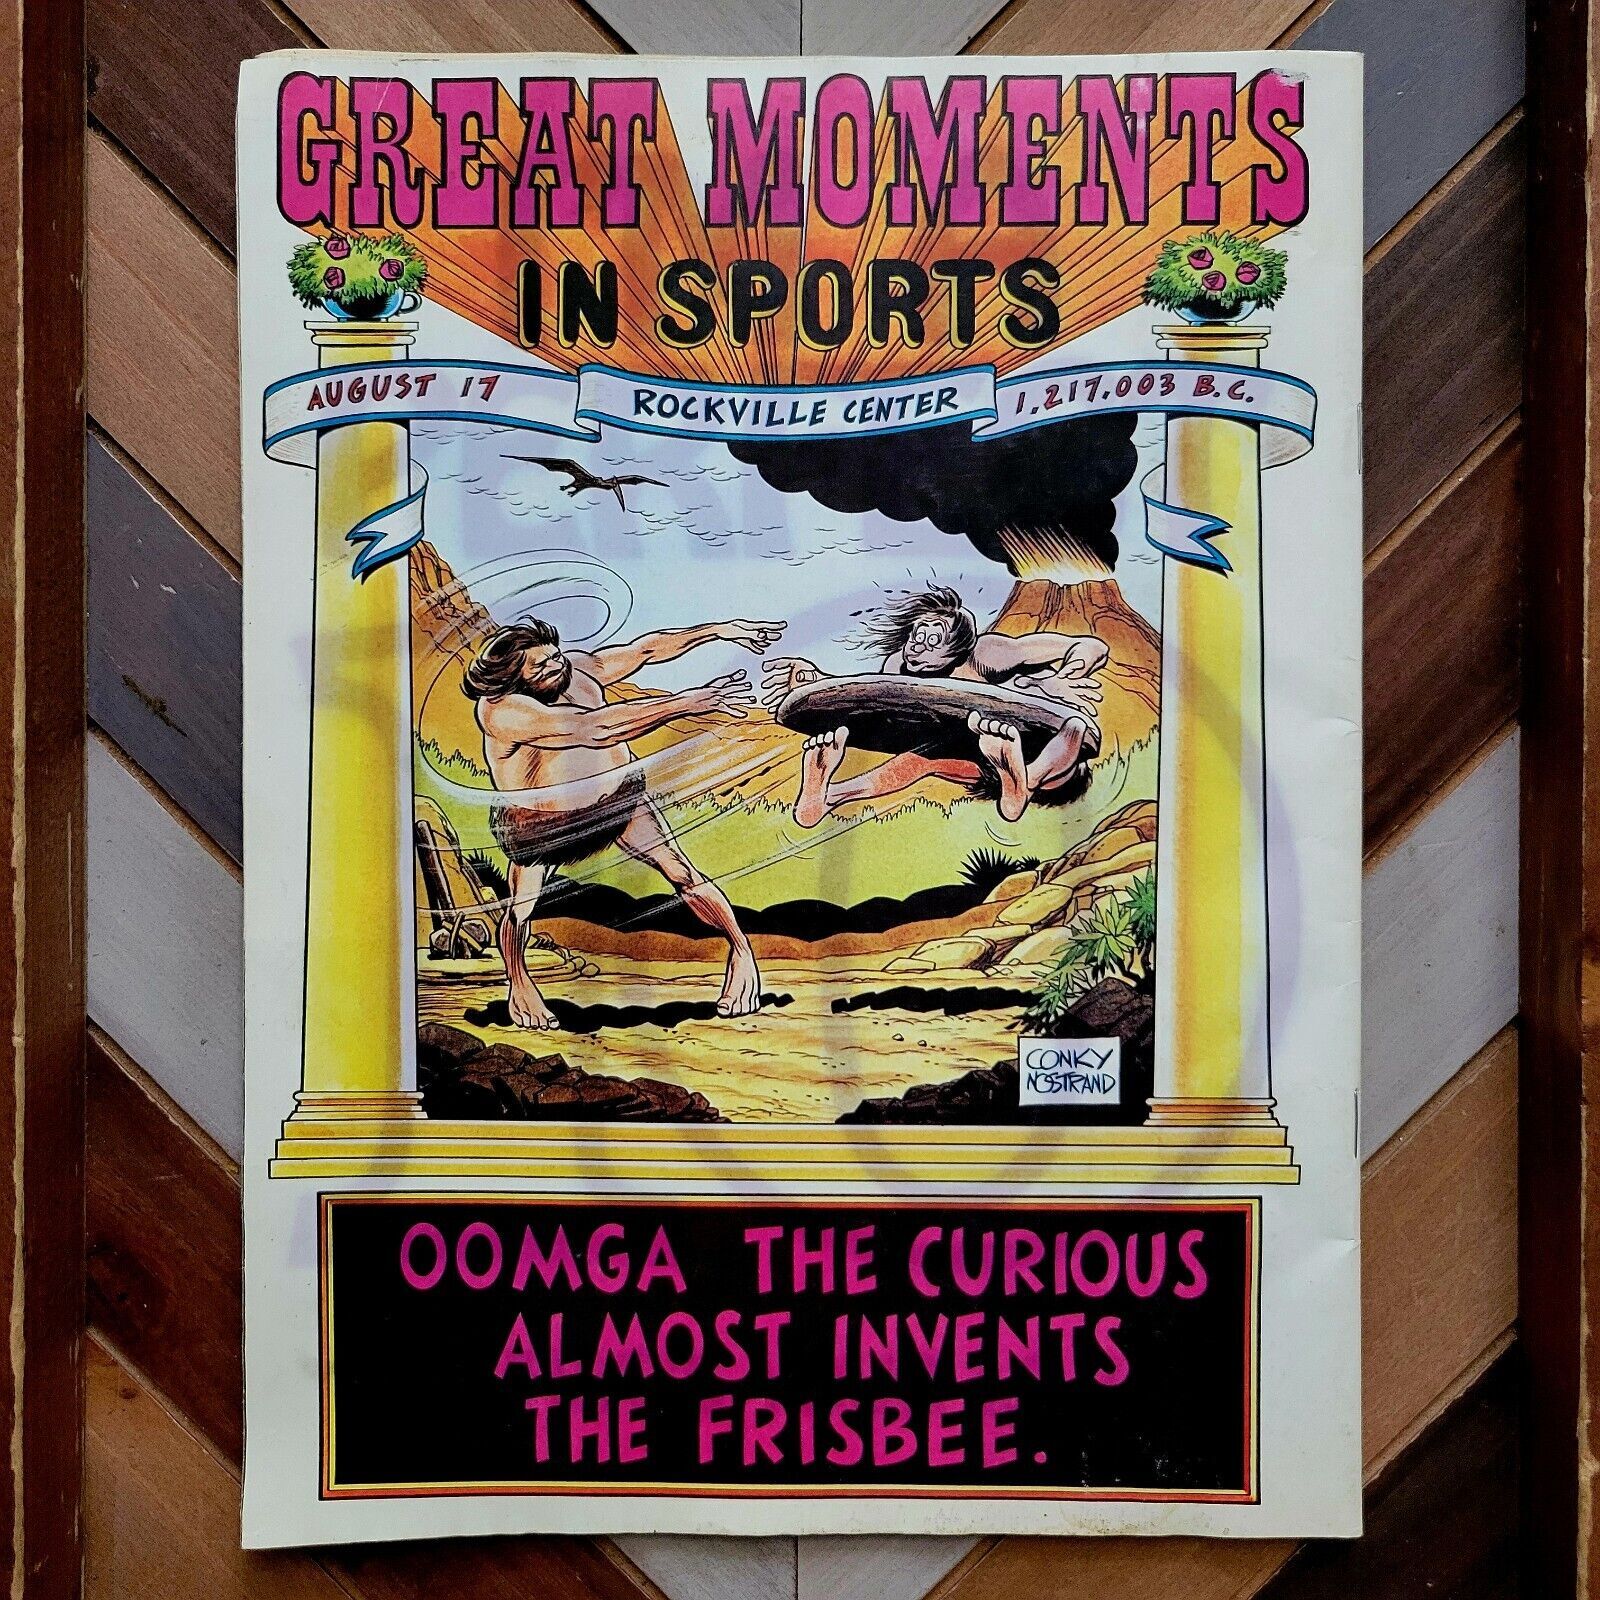 GREAT MOMENTS
IN SPORTS
AUGUST 17 ROCKVILLE CENTER 1,217,003 B.C.
CONKY
NOSTRAND
OOMGA THE CURIOUS
ALMOST INVENTS
THE FRISBEE.